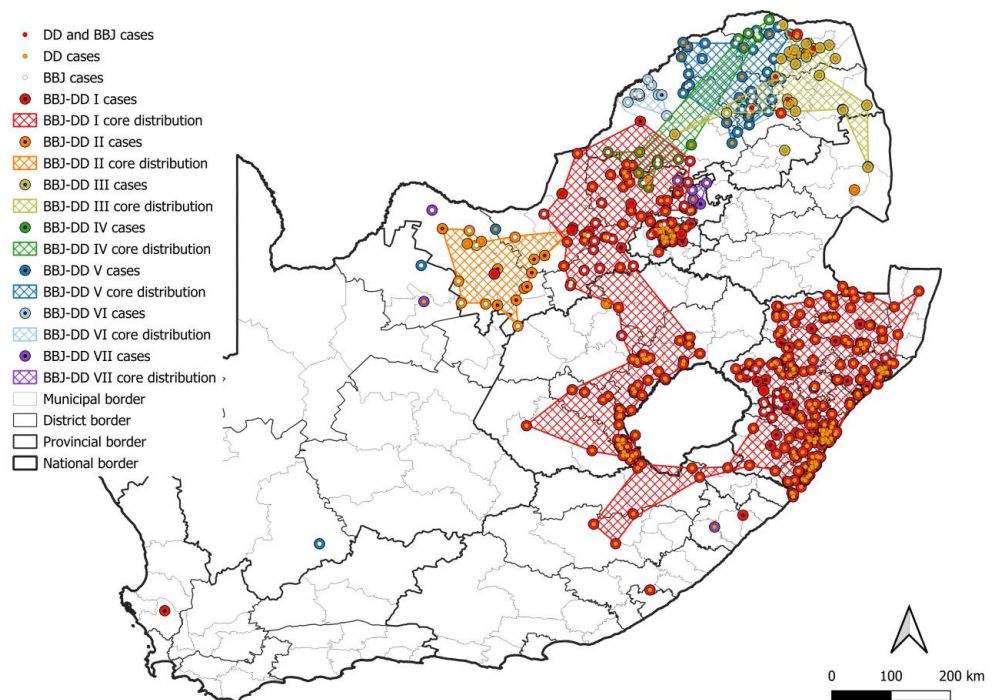 DD and BBJ cases
DD cases
BBJ cases
BBJ-DD I cases
BBJ-DD I core distribution
BBJ-DD II cases
BBJ-DD II core distribution
BBJ-DD III cases
BBJ-DD III core distribution
BBJ-DD IV cases
BBJ-DD IV core distribution
BBJ-DD V cases
BBJ-DD V core distribution
BBJ-DD VI cases
BBJ-DD VI core distribution
BBJ-DD VII cases
BBJ-DD VII core distribution
Municipal border
District border
Provincial border
National border
0 100 200 km